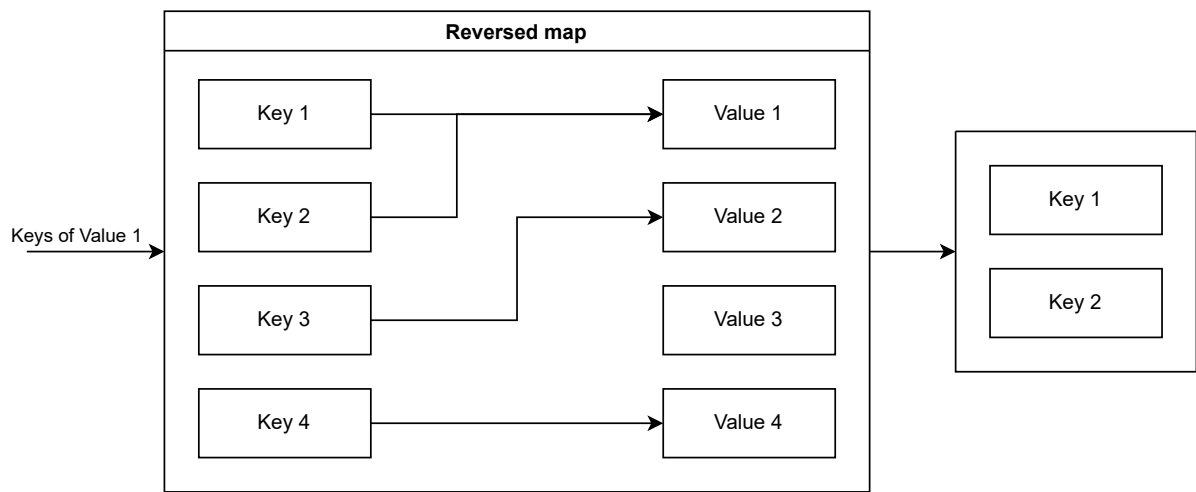 Reversed map
Key 1
Value 1
Key 2
Value 2
Keys of Value 1
Key 3
Value 3
Key 4
Value 4
Key 1
Key 2